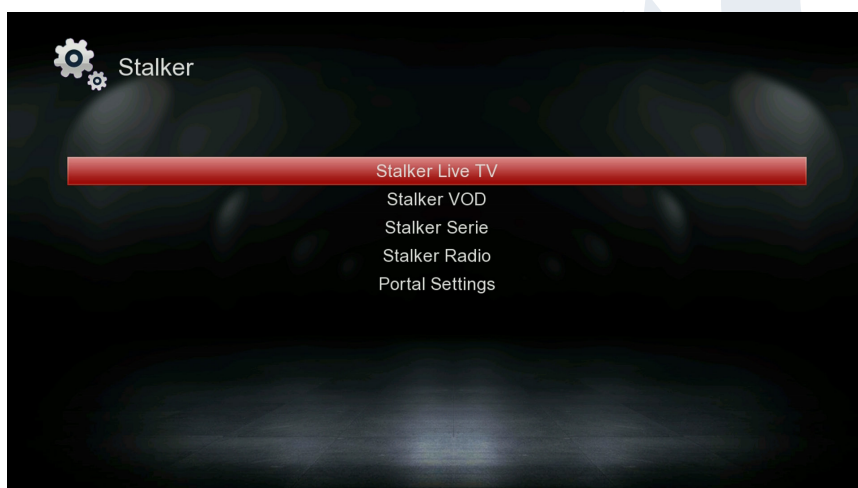 Stalker
Stalker Live TV
Stalker VOD
Stalker Serie
Stalker Radio
Portal Settings